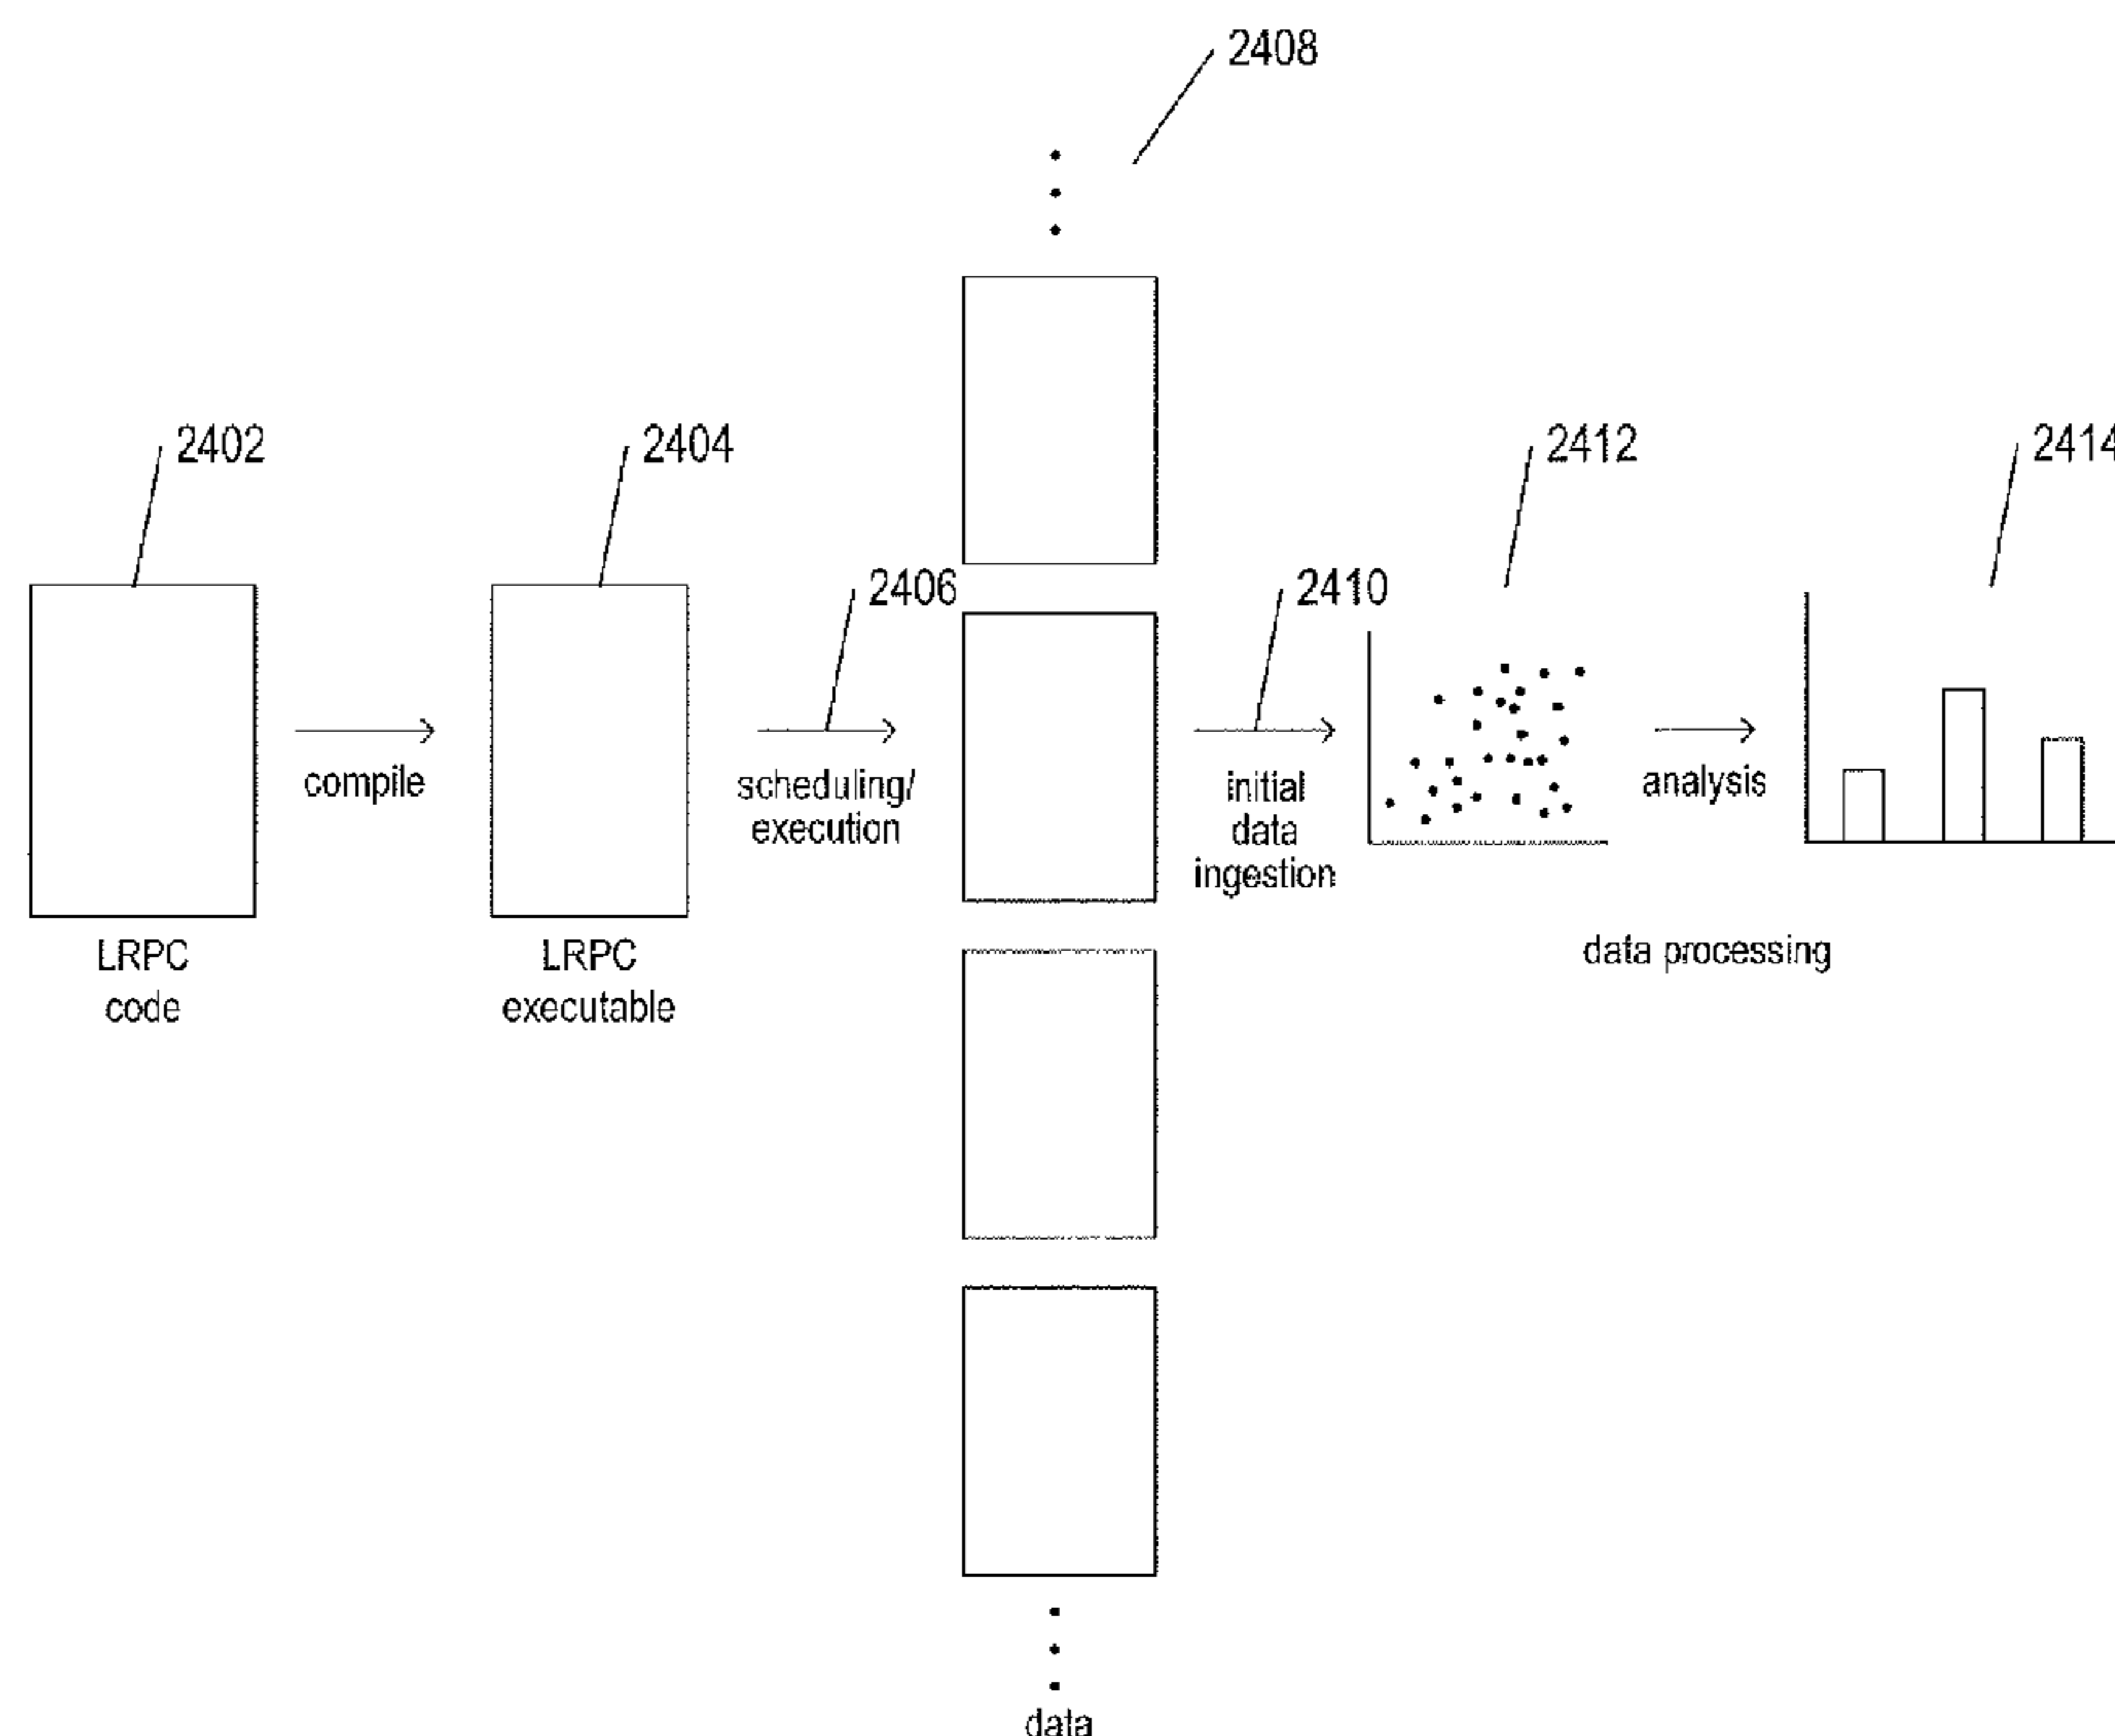 2408
2402
2404
2412
2414
2406
2410
compile
scheduling/
execution
initial
data
ingestion
analysis
LRPC
code
LRPC
executable
data processing
data